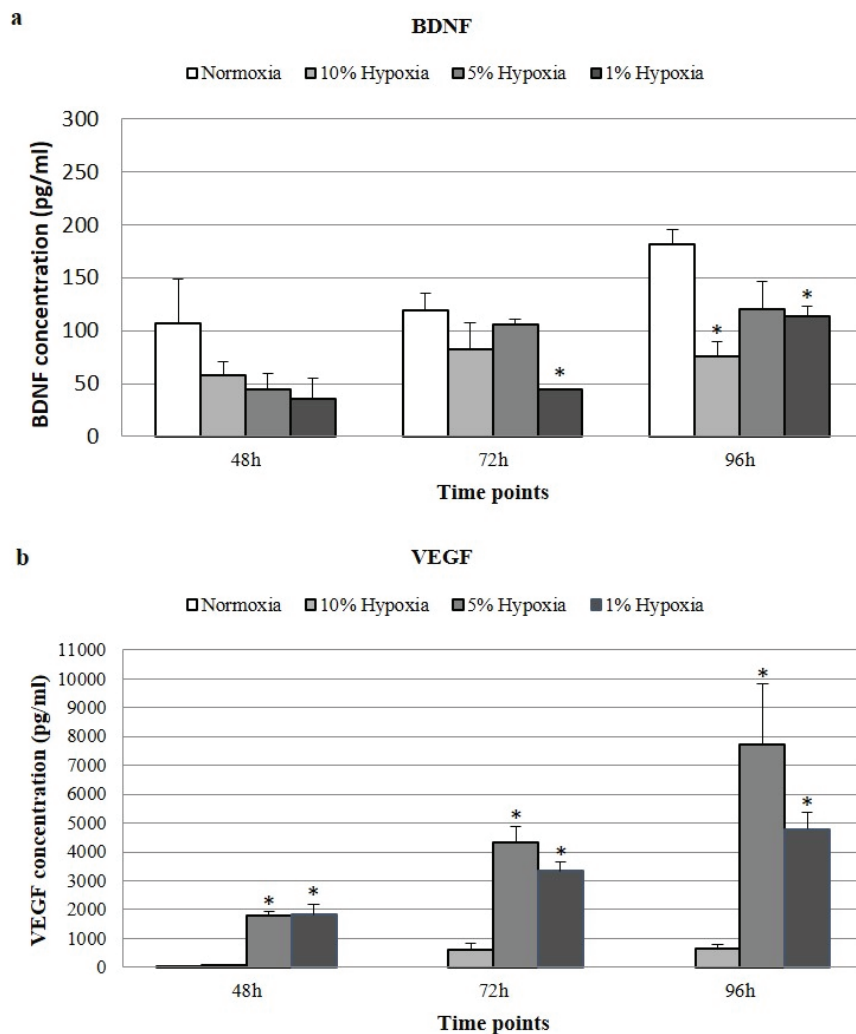 a
BDNF
Normoxia 10% Hypoxia 5% Hypoxia 1% Hypoxia
BDNF concentration (pg/ml)
300
250
200
150
100
50
0
* * *
48h 72h 96h
Time points
b
VEGF
Normoxia 10% Hypoxia 5% Hypoxia 1% Hypoxia
VEGF concentration (pg/ml)
11000
10000
9000
8000
7000
6000
5000
4000
3000
2000
1000
0
* * * * * *
48h 72h 96h
Time points